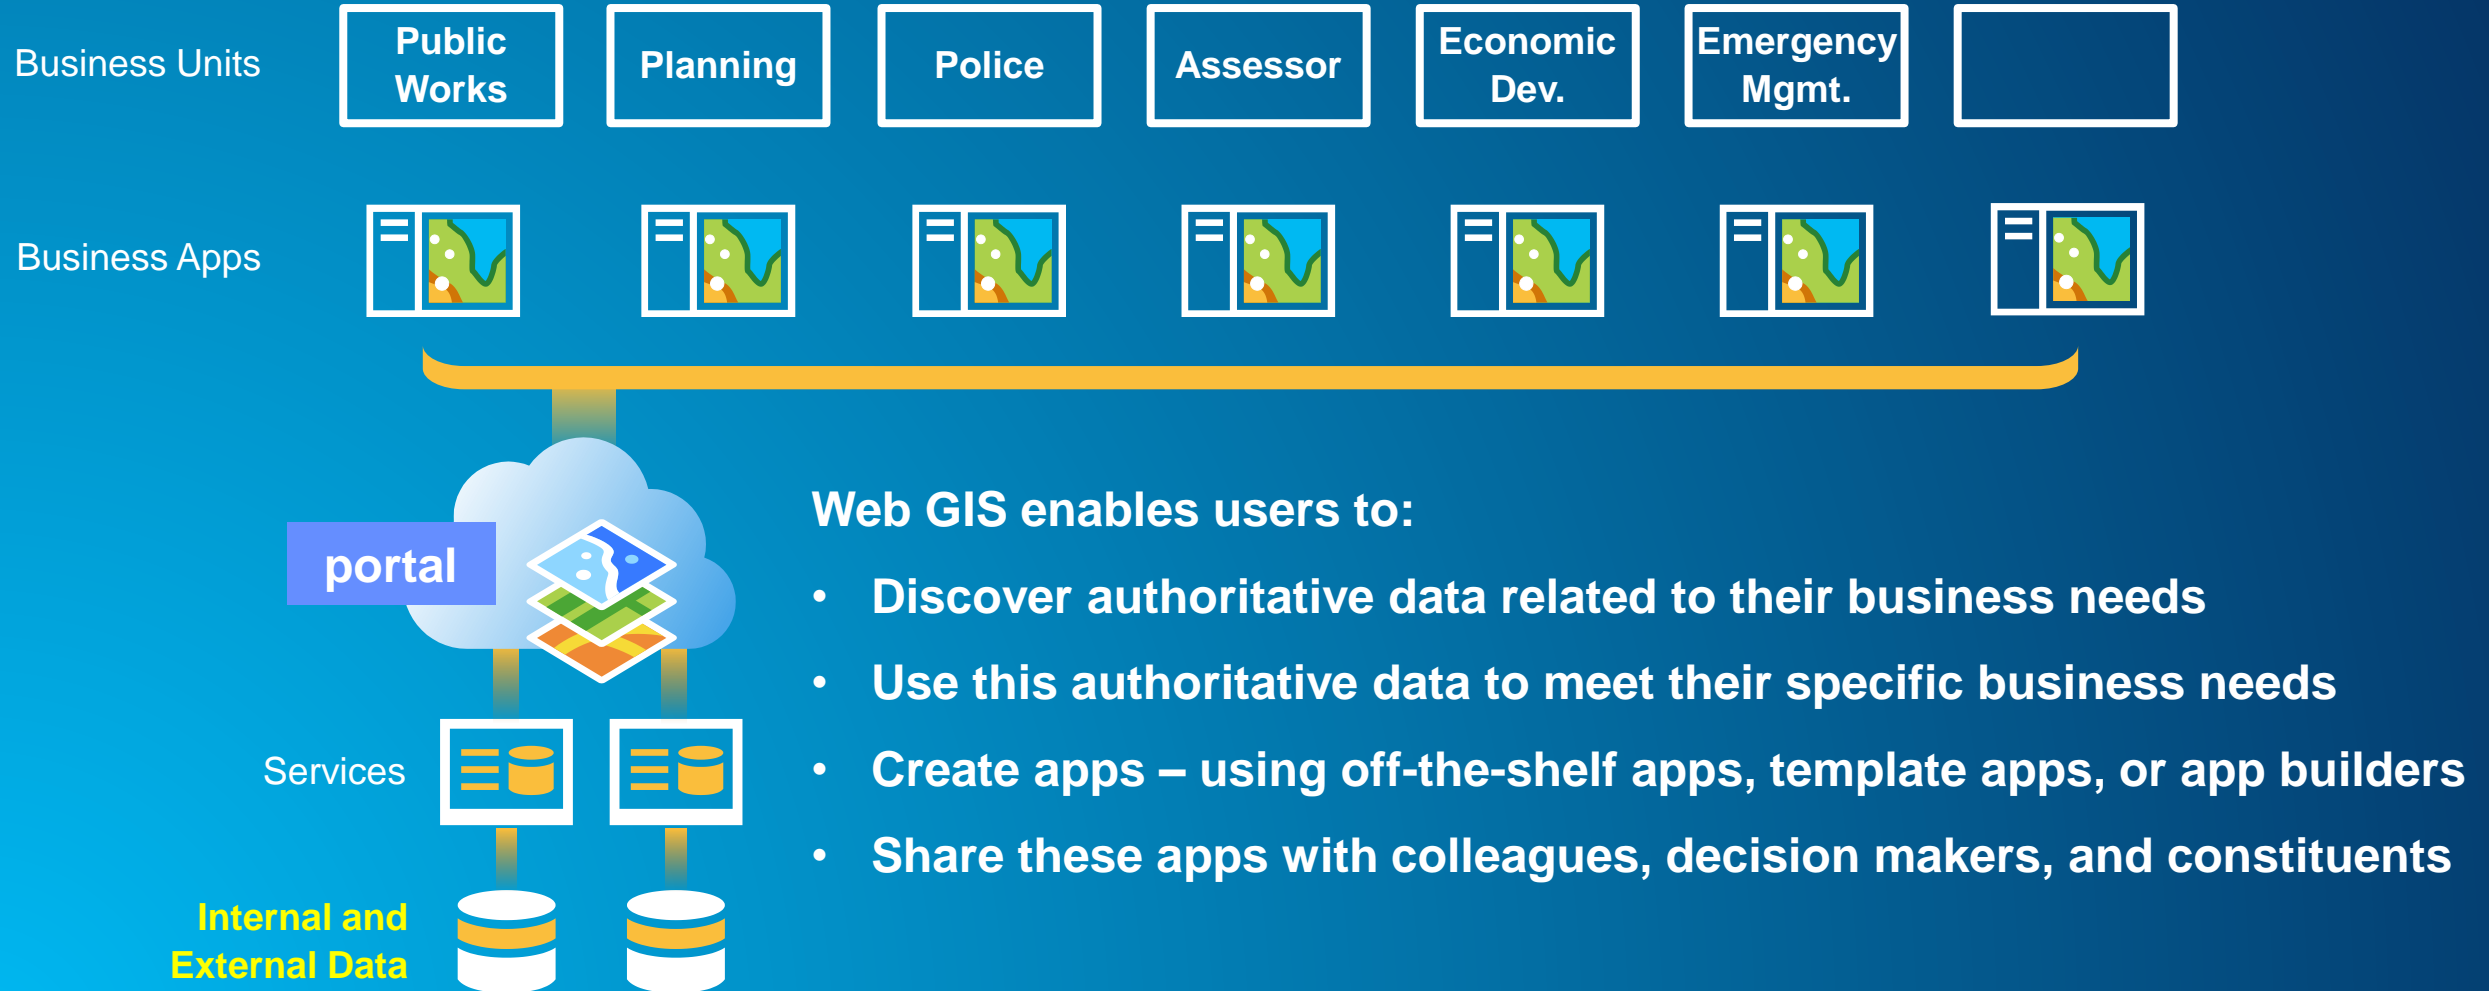 Business Units
Public
Works
Planning
Police
Assessor
Economic
Dev.
Emergency
Mgmt.
Business Apps
portal
Web GIS enables users to:
• Discover authoritative data related to their business needs
• Use this authoritative data to meet their specific business needs
• Create apps – using off-the-shelf apps, template apps, or app builders
• Share these apps with colleagues, decision makers, and constituents
Services
Internal and
External Data